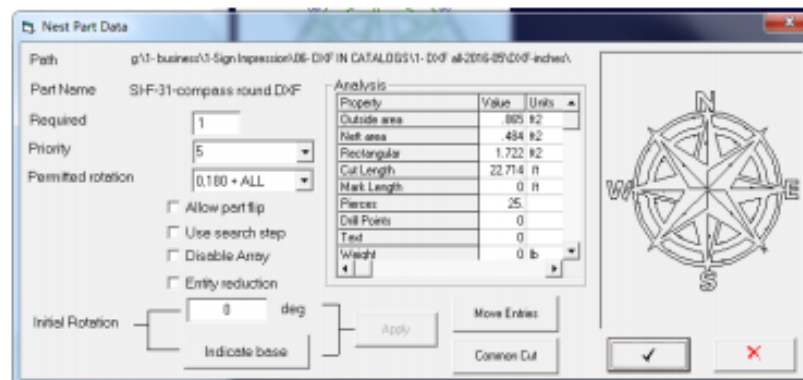 Nest Part Data
Path g:\1- business\1-Sign Impression\06- DXF IN CATALOGS\1- DXF all-2016-05\DXF-inches\
Part Name SI-F-31-compass round.DXF
Required 1
Priority 5
Permitted rotation 0,180 + ALL
Allow part flip
Use search step
Disable Array
Entity reduction
Initial Rotation 0 deg
Indicate base
Apply
Analysis
Property Value Units
Outside area .865 ft2
Nett area .484 ft2
Rectangular 1.722 ft2
Cut Length 22.714 ft
Mark Length 0 ft
Pierces 25.
Drill Points 0
Text 0
Weight 0 lb
Move Entries
Common Cut
N
W E
S